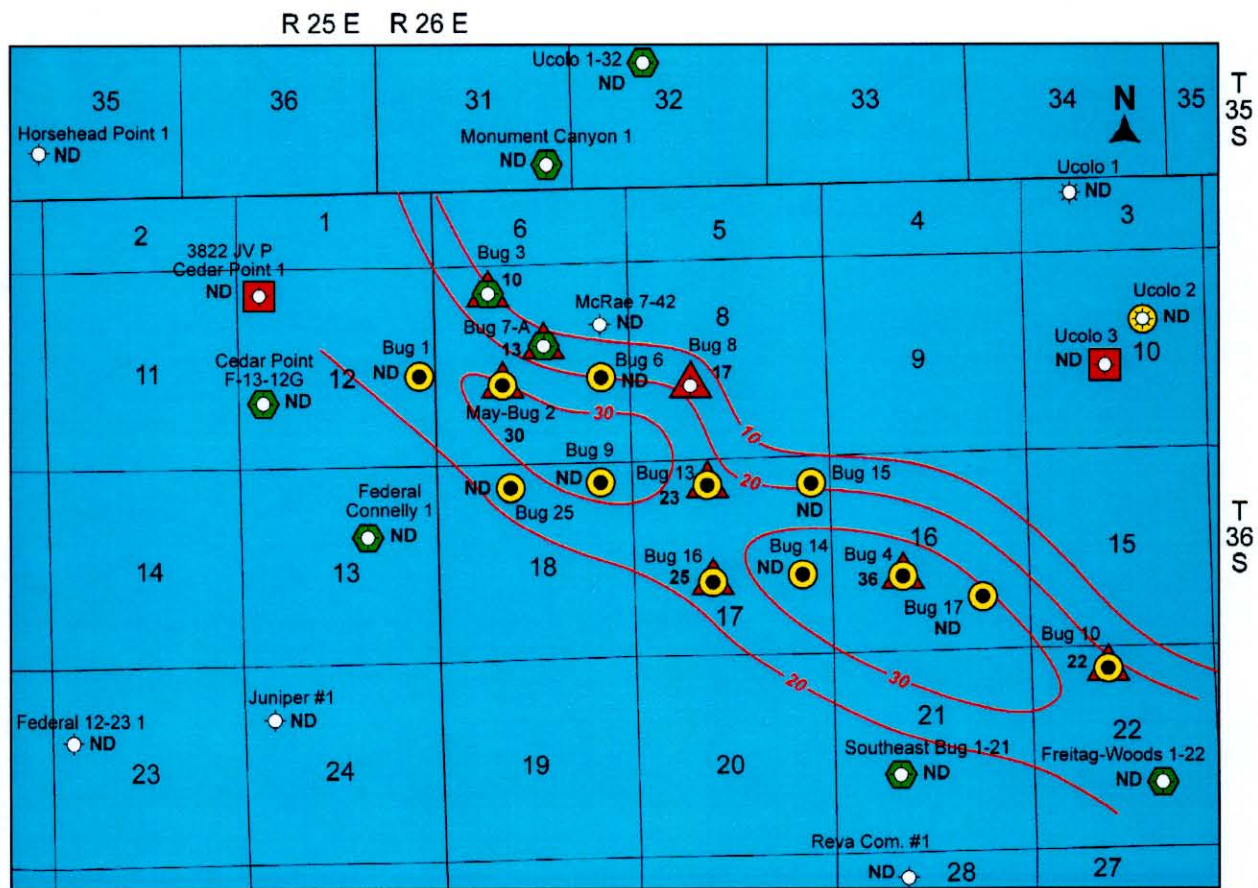 R 25 E R 26 E
Ucolo 1-32
ND
T
35
S
35
36
31
32
33
34
35
N
Horsehead Point 1
ND
Monument Canyon 1
ND
Ucolo 1
ND
2
1
6
5
4
3
3822 JV P
Cedar Point 1
ND
Bug 3
10
McRae 7-42
ND
8
Ucolo 2
ND
Bug 7-A
13
Bug 8
17
Ucolo 3
ND
10
Bug 1
ND
Bug 6
ND
11
Cedar Point
F-13-12G
ND
12
9
May-Bug 2
30
30
10
Bug 9
ND
Bug 13
23
20
Bug 15
ND
ND
Bug 25
Federal
Connelly 1
ND
T
36
S
14
13
18
Bug 16
25
17
Bug 14
ND
16
Bug 4
36
Bug 17
ND
15
Bug 10
22
20
30
21
22
Juniper #1
ND
Federal 12-23 1
ND
23
24
19
20
Southeast Bug 1-21
ND
Freitag-Woods 1-22
ND
Reva Com. #1
ND
28
27